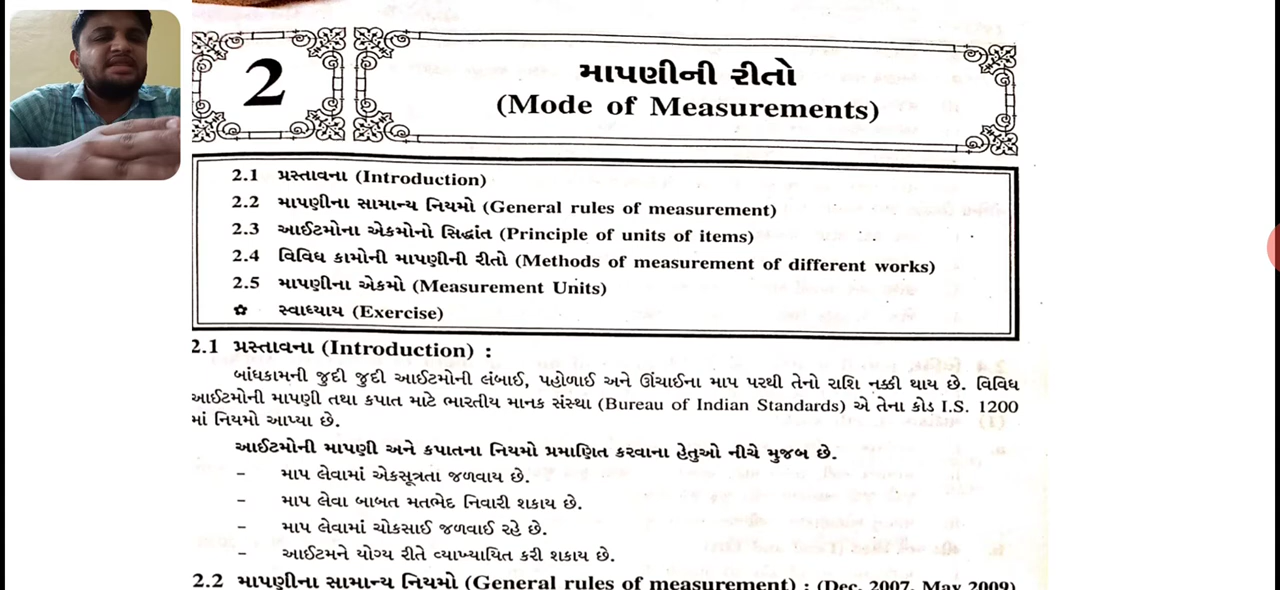 2
માપણીની રીતો
(Mode of Measurements)
2.1 પ્રસ્તાવના (Introduction)
2.2 માપણીના સામાન્ય નિયમો (General rules of measurement)
2.3 આઈટમોના એકમોનો સિદ્ધાંત (Principle of units of items)
2.4 વિવિધ કામોની માપણીની રીતો (Methods of measurement of different works)
2.5 માપણીના એકમો (Measurement Units)
✿ સ્વાધ્યાય (Exercise)
2.1 પ્રસ્તાવના (Introduction) :
બાંધકામની જુદી જુદી આઈટમોની લંબાઈ, પહોળાઈ અને ઊંચાઈના માપ પરથી તેનો રાશિ નક્કી થાય છે. વિવિધ
આઈટમોની માપણી તથા કપાત માટે ભારતીય માનક સંસ્થા (Bureau of Indian Standards) એ તેના કોડ I.S. 1200
માં નિયમો આપ્યા છે.
આઈટમોની માપણી અને કપાતના નિયમો પ્રમાણિત કરવાના હેતુઓ નીચે મુજબ છે.
– માપ લેવામાં એકસૂત્રતા જળવાય છે.
– માપ લેવા બાબત મતભેદ નિવારી શકાય છે.
– માપ લેવામાં ચોકસાઈ જળવાઈ રહે છે.
– આઈટમને યોગ્ય રીતે વ્યાખ્યાયિત કરી શકાય છે.
2.2 માપણીના સામાન્ય નિયમો (General rules of measurement) : (Dec. 2007, May 2009)